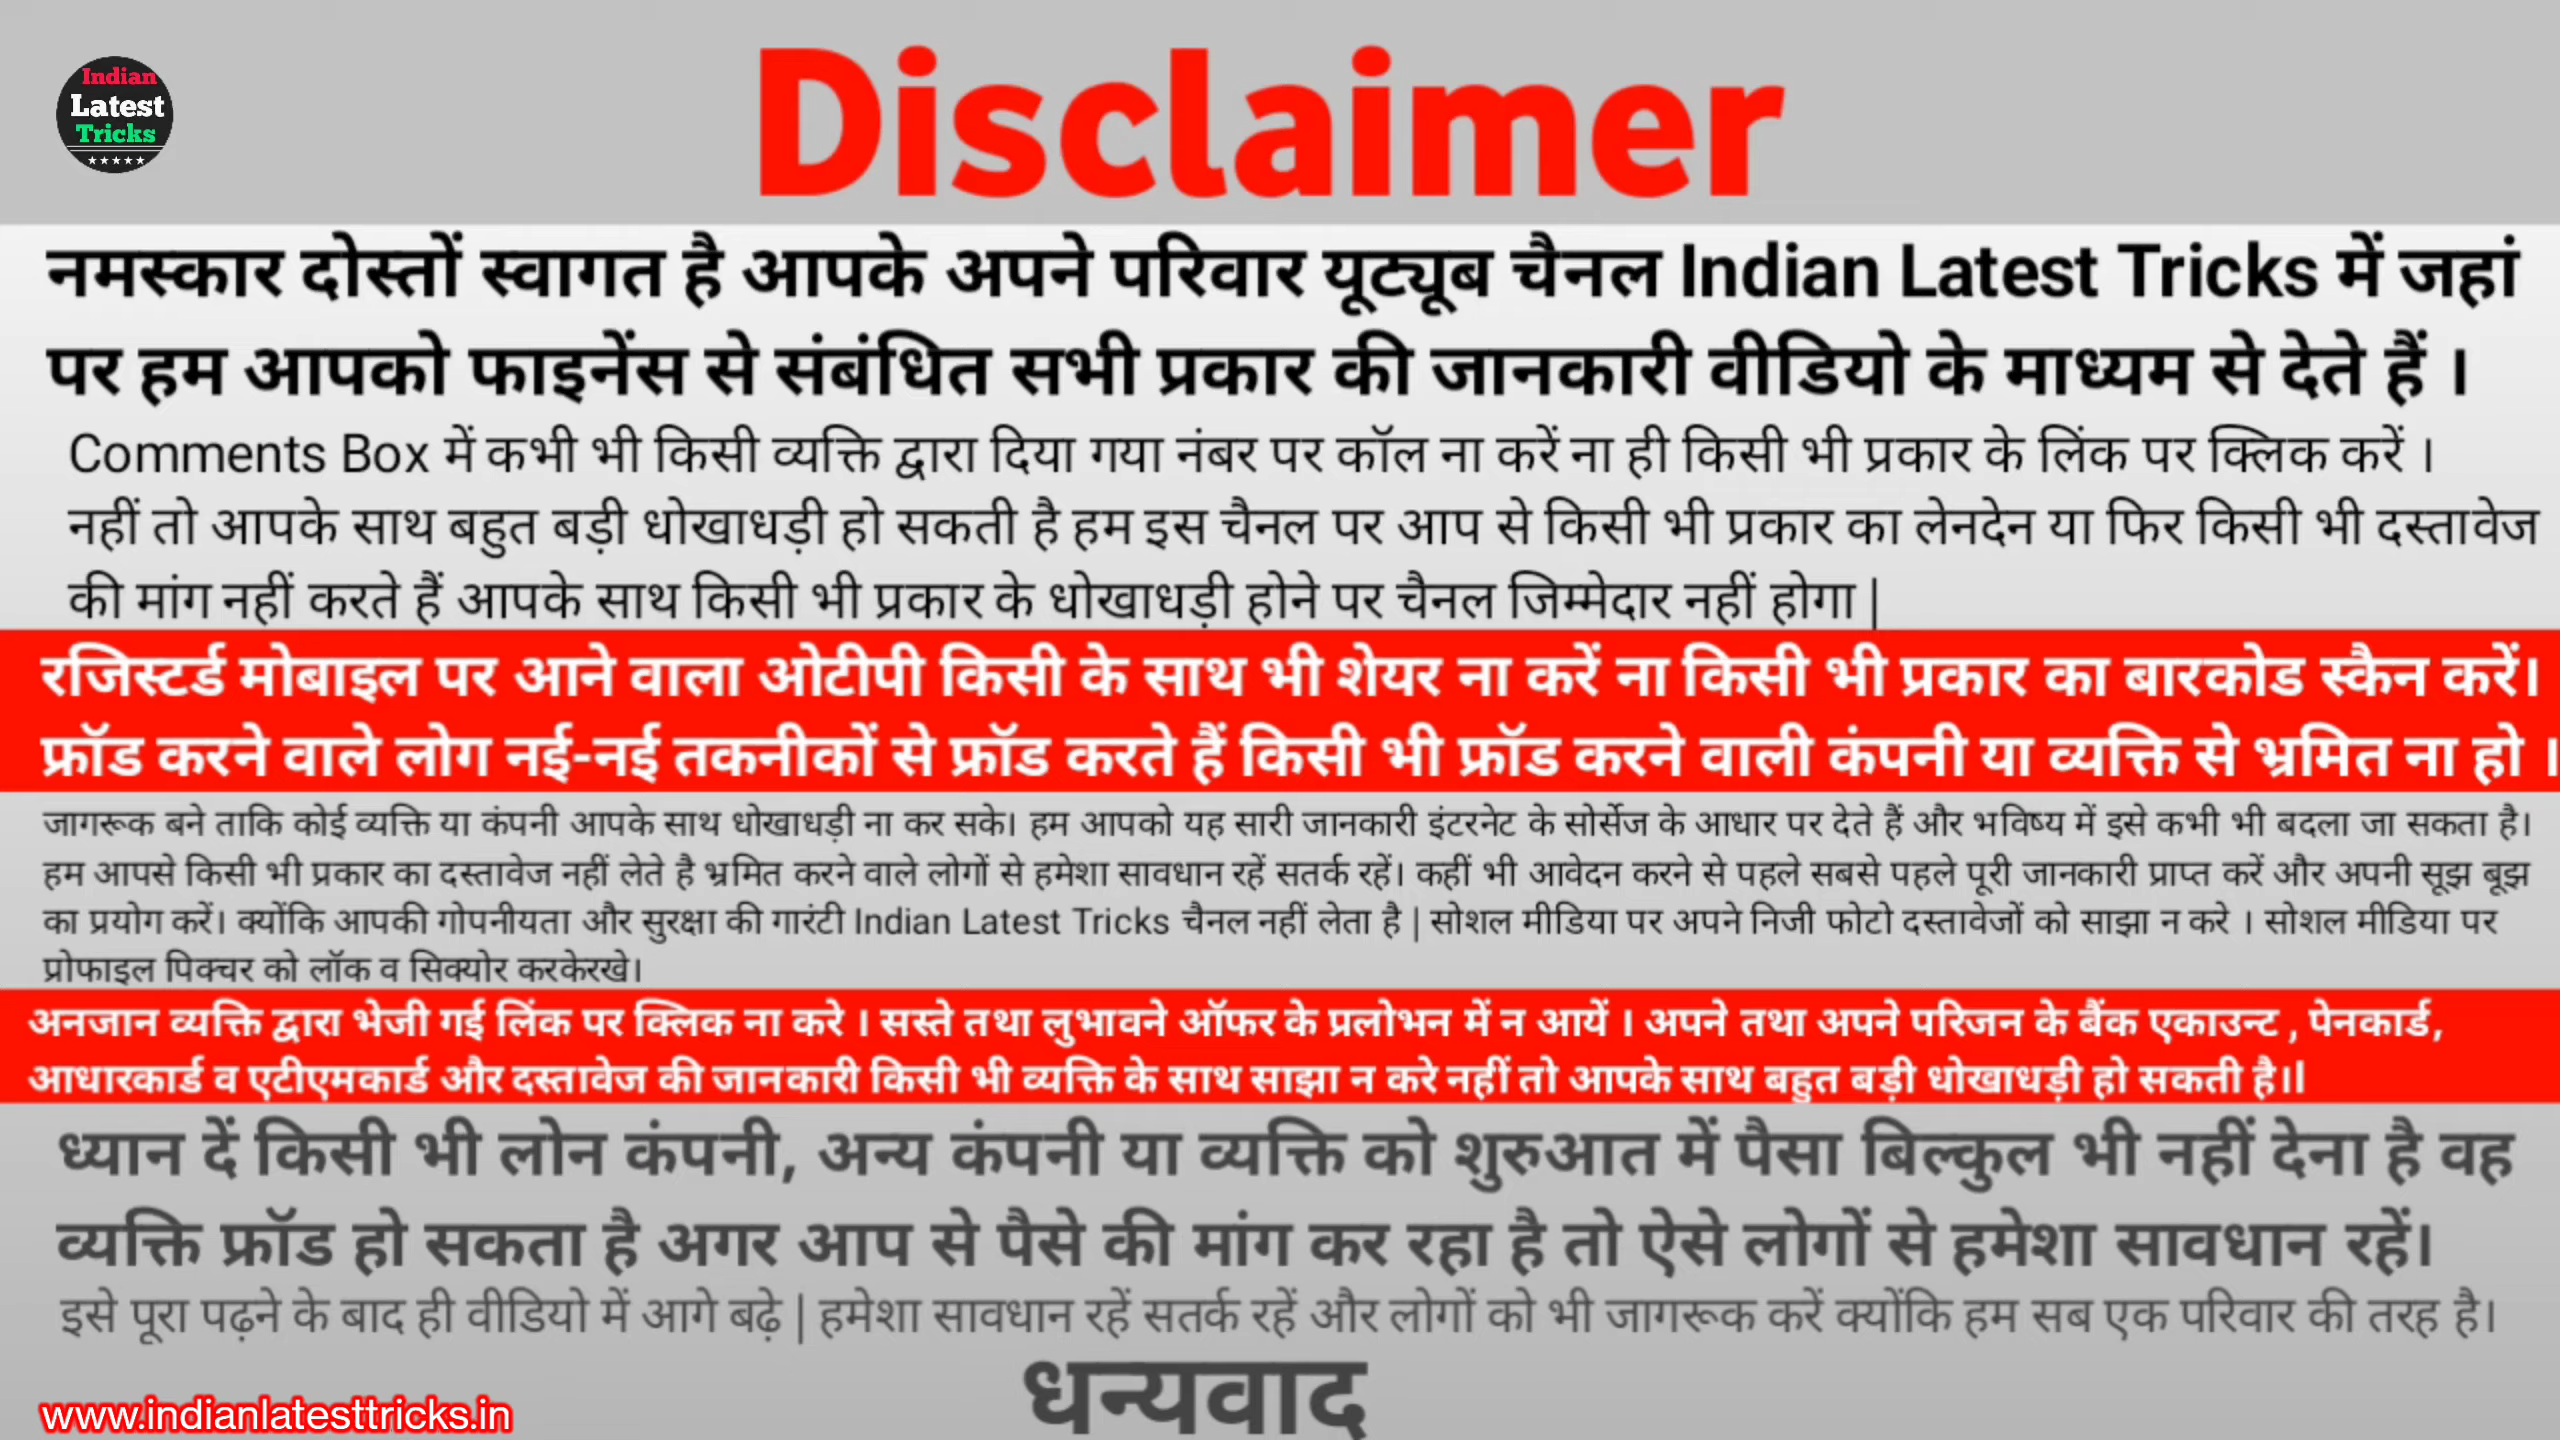 Indian
Latest
Tricks
Disclaimer
नमस्कार दोस्तों स्वागत है आपके अपने परिवार यूट्यूब चैनल Indian Latest Tricks में जहां
पर हम आपको फाइनेंस से संबंधित सभी प्रकार की जानकारी वीडियो के माध्यम से देते हैं ।
Comments Box में कभी भी किसी व्यक्ति द्वारा दिया गया नंबर पर कॉल ना करें ना ही किसी भी प्रकार के लिंक पर क्लिक करें ।
नहीं तो आपके साथ बहुत बड़ी धोखाधड़ी हो सकती है हम इस चैनल पर आप से किसी भी प्रकार का लेनदेन या फिर किसी भी दस्तावेज
की मांग नहीं करते हैं आपके साथ किसी भी प्रकार के धोखाधड़ी होने पर चैनल जिम्मेदार नहीं होगा |
रजिस्टर्ड मोबाइल पर आने वाला ओटीपी किसी के साथ भी शेयर ना करें ना किसी भी प्रकार का बारकोड स्कैन करें।
फ्रॉड करने वाले लोग नई-नई तकनीकों से फ्रॉड करते हैं किसी भी फ्रॉड करने वाली कंपनी या व्यक्ति से भ्रमित ना हो ।
जागरूक बने ताकि कोई व्यक्ति या कंपनी आपके साथ धोखाधड़ी ना कर सके। हम आपको यह सारी जानकारी इंटरनेट के सोर्सेज के आधार पर देते हैं और भविष्य में इसे कभी भी बदला जा सकता है।
हम आपसे किसी भी प्रकार का दस्तावेज नहीं लेते है भ्रमित करने वाले लोगों से हमेशा सावधान रहें सतर्क रहें। कहीं भी आवेदन करने से पहले सबसे पहले पूरी जानकारी प्राप्त करें और अपनी सूझ बूझ
का प्रयोग करें। क्योंकि आपकी गोपनीयता और सुरक्षा की गारंटी Indian Latest Tricks चैनल नहीं लेता है | सोशल मीडिया पर अपने निजी फोटो दस्तावेजों को साझा न करे । सोशल मीडिया पर
प्रोफाइल पिक्चर को लॉक व सिक्योर करकेरखे।
अनजान व्यक्ति द्वारा भेजी गई लिंक पर क्लिक ना करे । सस्ते तथा लुभावने ऑफर के प्रलोभन में न आयें । अपने तथा अपने परिजन के बैंक एकाउन्ट , पेनकार्ड,
आधारकार्ड व एटीएमकार्ड और दस्तावेज की जानकारी किसी भी व्यक्ति के साथ साझा न करे नहीं तो आपके साथ बहुत बड़ी धोखाधड़ी हो सकती है।l
ध्यान दें किसी भी लोन कंपनी, अन्य कंपनी या व्यक्ति को शुरुआत में पैसा बिल्कुल भी नहीं देना है वह
व्यक्ति फ्रॉड हो सकता है अगर आप से पैसे की मांग कर रहा है तो ऐसे लोगों से हमेशा सावधान रहें।
इसे पूरा पढ़ने के बाद ही वीडियो में आगे बढ़े | हमेशा सावधान रहें सतर्क रहें और लोगों को भी जागरूक करें क्योंकि हम सब एक परिवार की तरह है।
धन्यवाद
www.indianlatesttricks.in